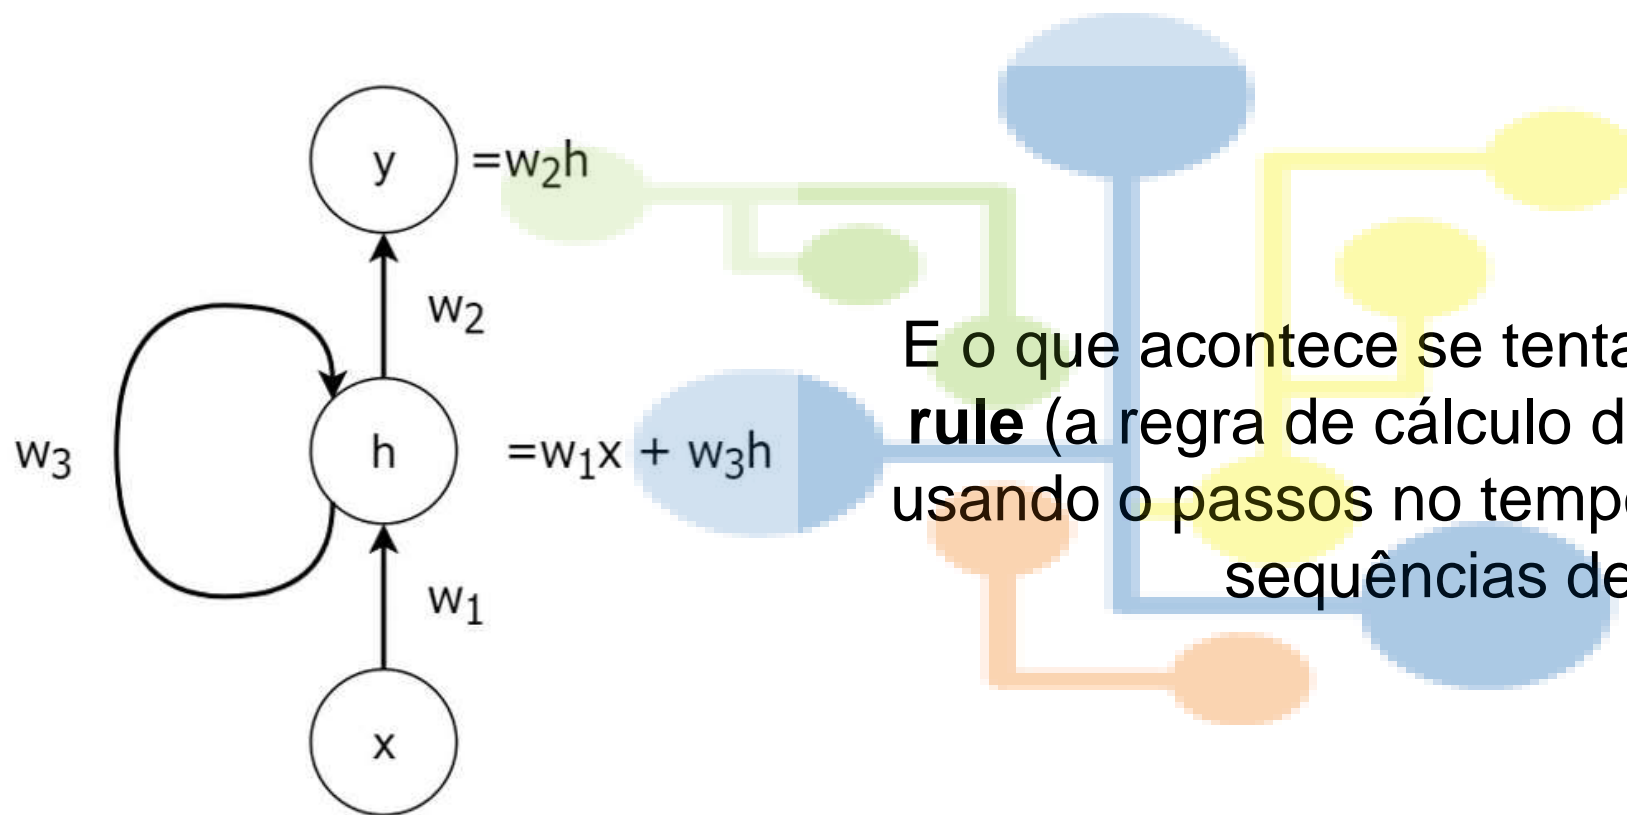 y =w₂h
w₂
w₃ h =w₁x + w₃h
w₁
x
E o que acontece se tenta
rule (a regra de cálculo d
usando o passos no temp
sequências de